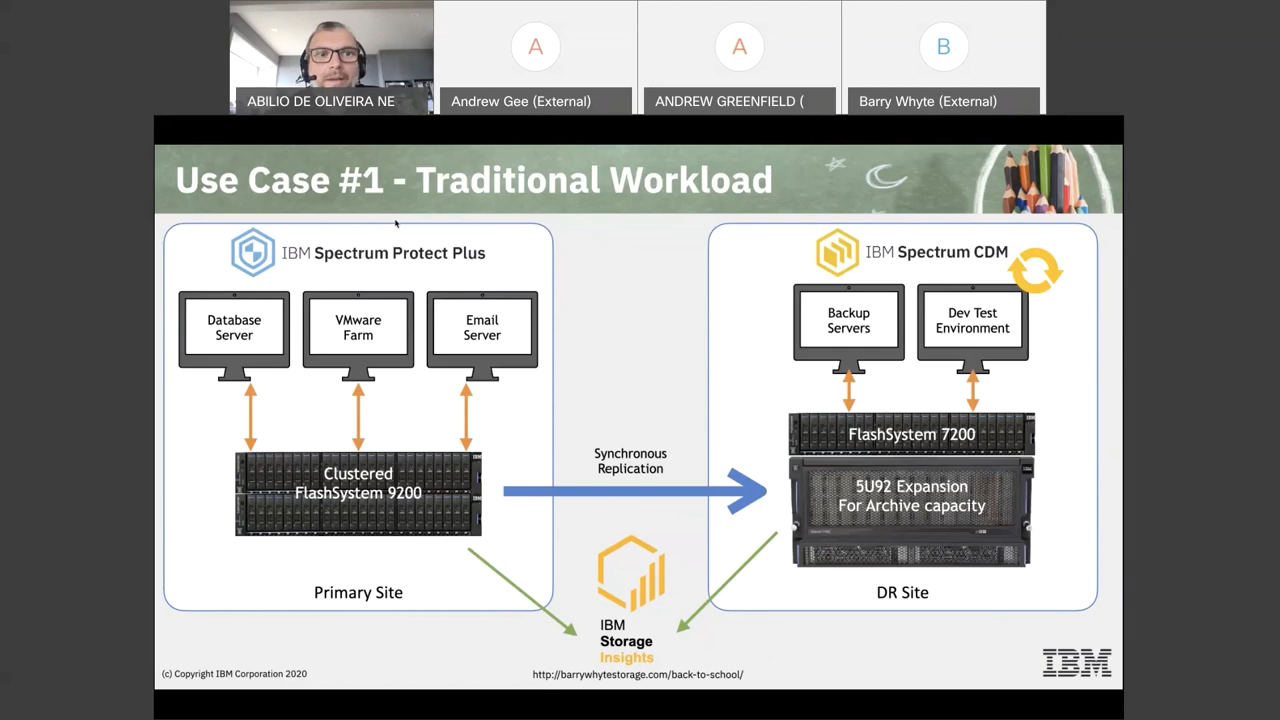 A
A
B
ABILIO DE OLIVEIRA NE
Andrew Gee (External)
ANDREW GREENFIELD (
Barry Whyte (External)
Use Case #1 - Traditional Workload
IBM Spectrum Protect Plus
Database
Server
VMware
Farm
Email
Server
Clustered
FlashSystem 9200
IBM
Primary Site
Synchronous
Replication
IBM Spectrum CDM
Backup
Servers
Dev Test
Environment
FlashSystem 7200
IBM
5U92 Expansion
For Archive capacity
DR Site
IBM
Storage
Insights
(c) Copyright IBM Corporation 2020
http://barrywhytestorage.com/back-to-school/
IBM